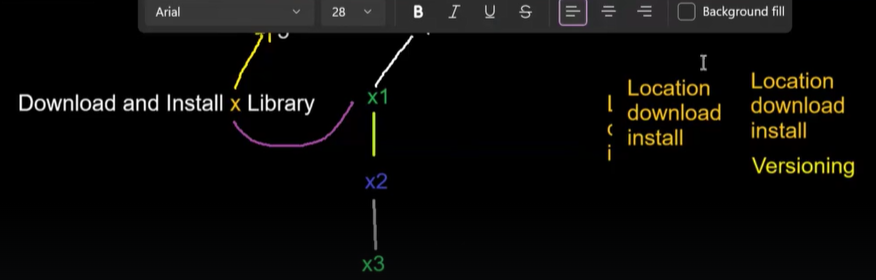 Arial
28
B
I
U
S
Background fill
Download and Install x Library
x1
x2
x3
Location
download
install
Location
download
install
Versioning